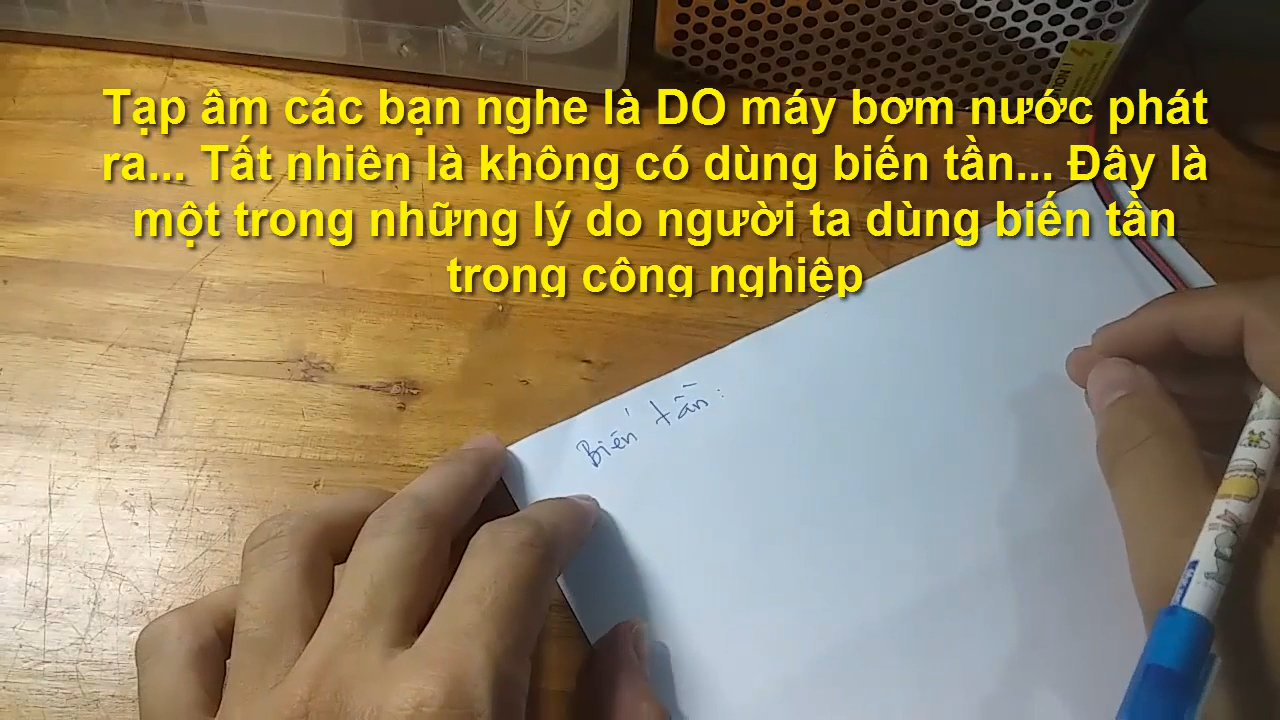 Tạp âm các bạn nghe là DO máy bơm nước phát
ra... Tất nhiên là không có dùng biến tần... Đây là
một trong những lý do người ta dùng biến tần
trong công nghiệp
Biến tần: